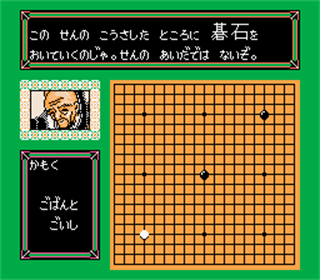 この せんの こうさした ところに 碁石を
おいていくのじゃ。せんの あいだでは ないぞ。
かもく
ごばんと
ごいし